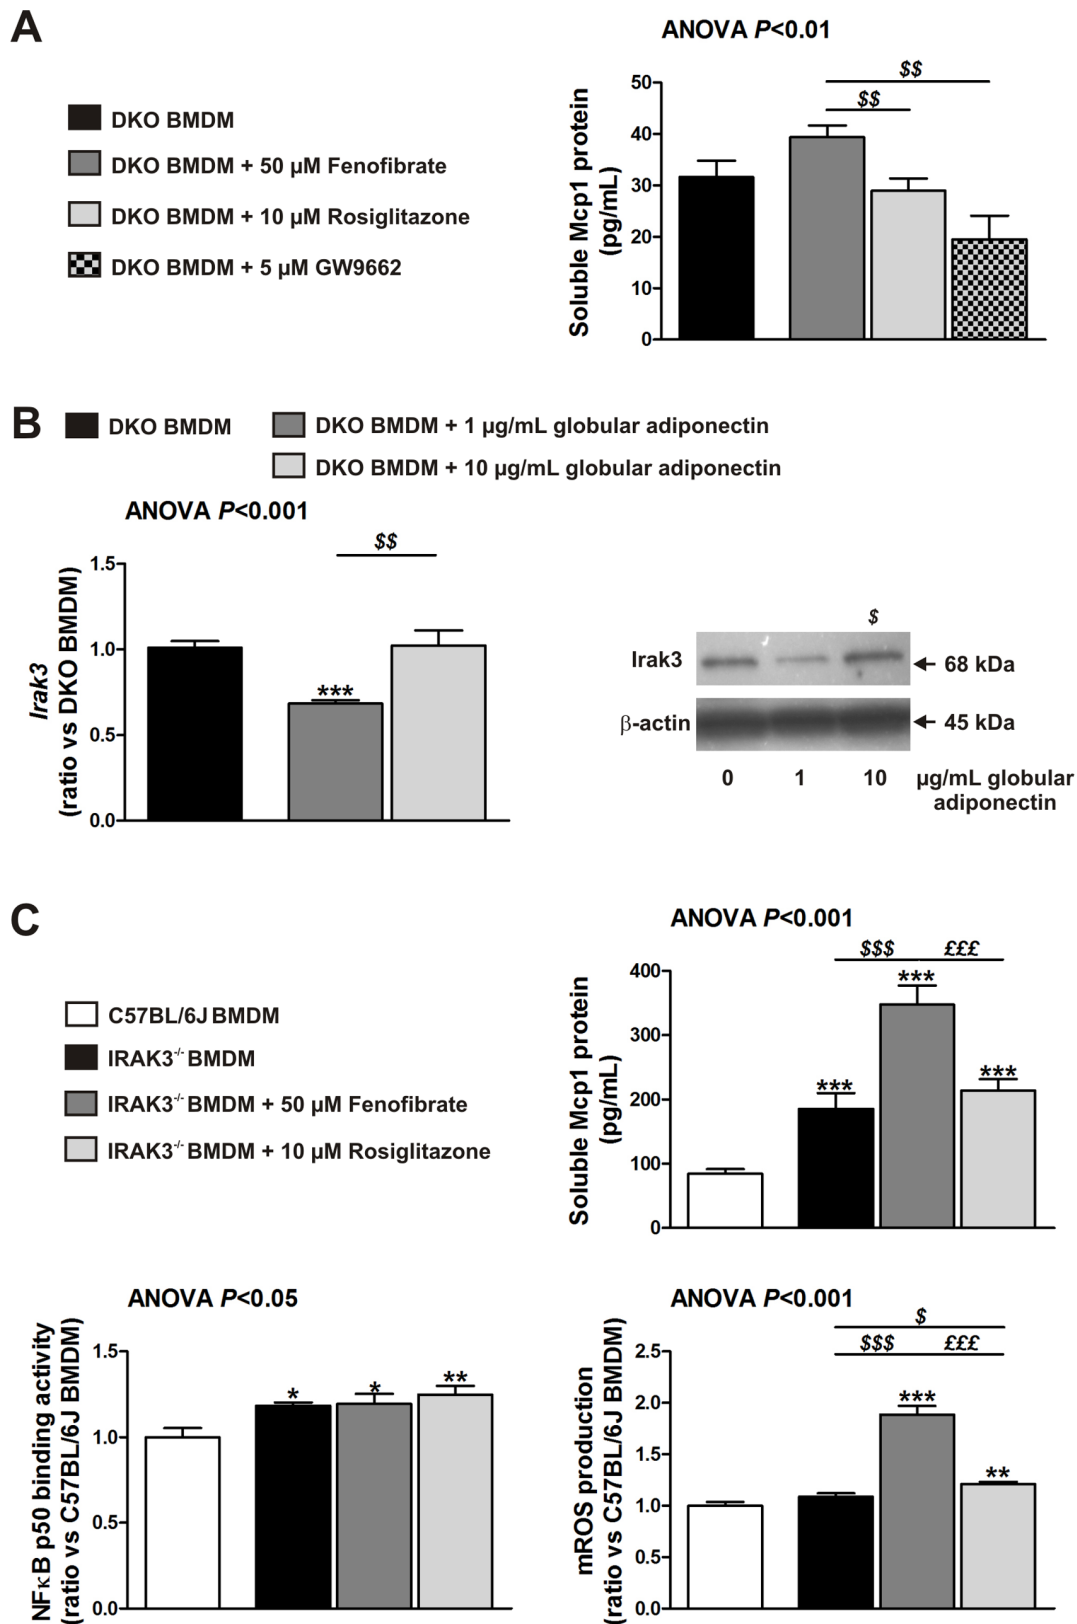 A
DKO BMDM
DKO BMDM + 50 µM Fenofibrate
DKO BMDM + 10 µM Rosiglitazone
DKO BMDM + 5 µM GW9662
ANOVA P<0.01
Soluble Mcp1 protein
(pg/mL)
50
40
30
20
10
0
$$
$$
B
DKO BMDM
DKO BMDM + 1 µg/mL globular adiponectin
DKO BMDM + 10 µg/mL globular adiponectin
ANOVA P<0.001
Irak3
(ratio vs DKO BMDM)
1.5
1.0
0.5
0.0
$$
***
$
Irak3
68 kDa
β-actin
45 kDa
0 1 10 µg/mL globular
adiponectin
C
C57BL/6J BMDM
IRAK3-/- BMDM
IRAK3-/- BMDM + 50 µM Fenofibrate
IRAK3-/- BMDM + 10 µM Rosiglitazone
ANOVA P<0.001
Soluble Mcp1 protein
(pg/mL)
400
300
200
100
0
$$$ £££
***
***
***
ANOVA P<0.05
NFκB p50 binding activity
(ratio vs C57BL/6J BMDM)
1.5
1.0
0.5
0.0
* * **
ANOVA P<0.001
mROS production
(ratio vs C57BL/6J BMDM)
2.5
2.0
1.5
1.0
0.5
0.0
$
$$$ £££
***
**